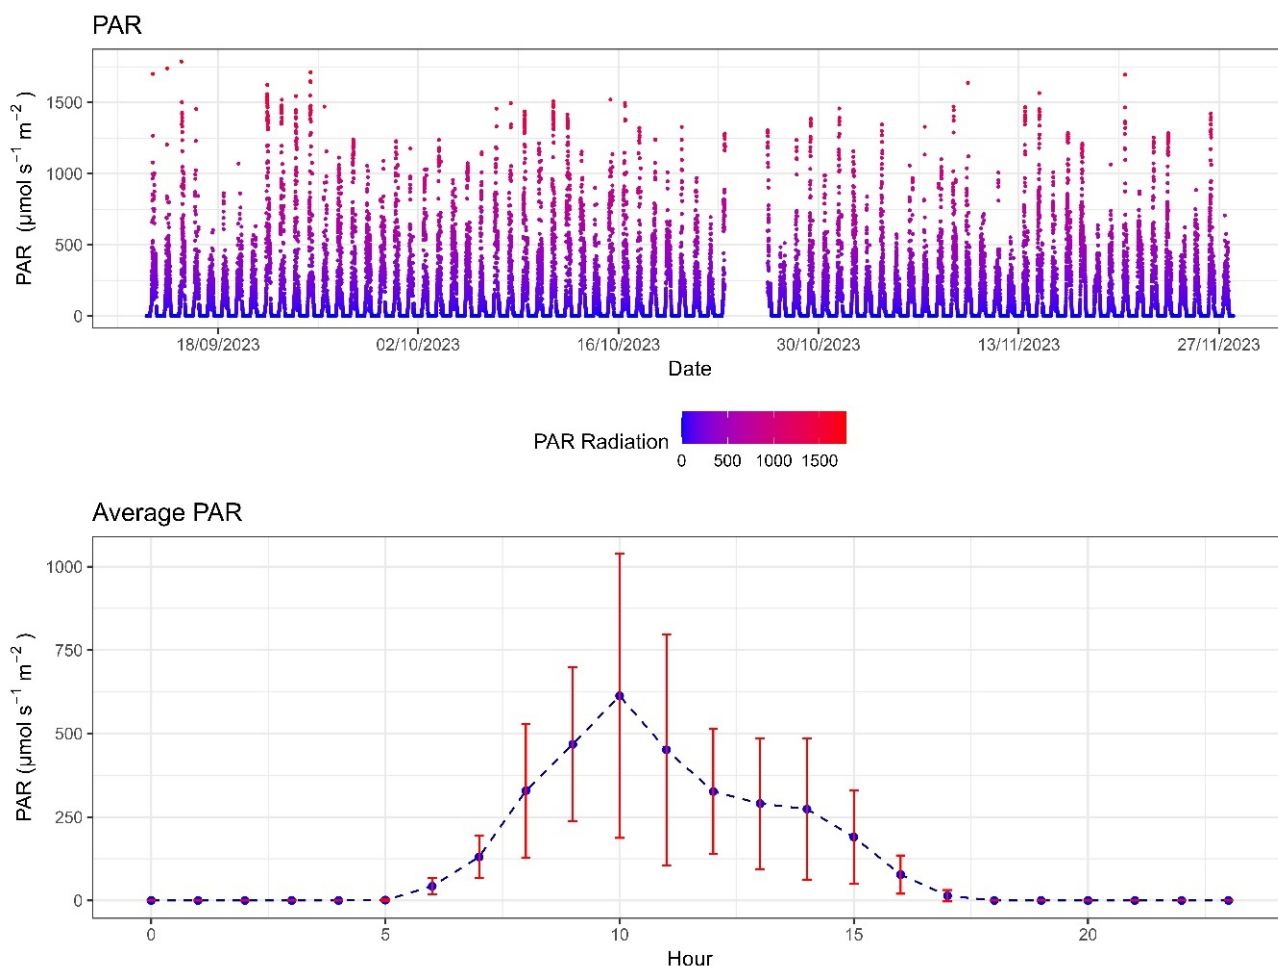 PAR
PAR (μmol s⁻¹ m⁻²)
1500
1000
500
0
18/09/2023 02/10/2023 16/10/2023 30/10/2023 13/11/2023 27/11/2023
Date
PAR Radiation
0 500 1000 1500
Average PAR
PAR (μmol s⁻¹ m⁻²)
1000
750
500
250
0
0 5 10 15 20
Hour